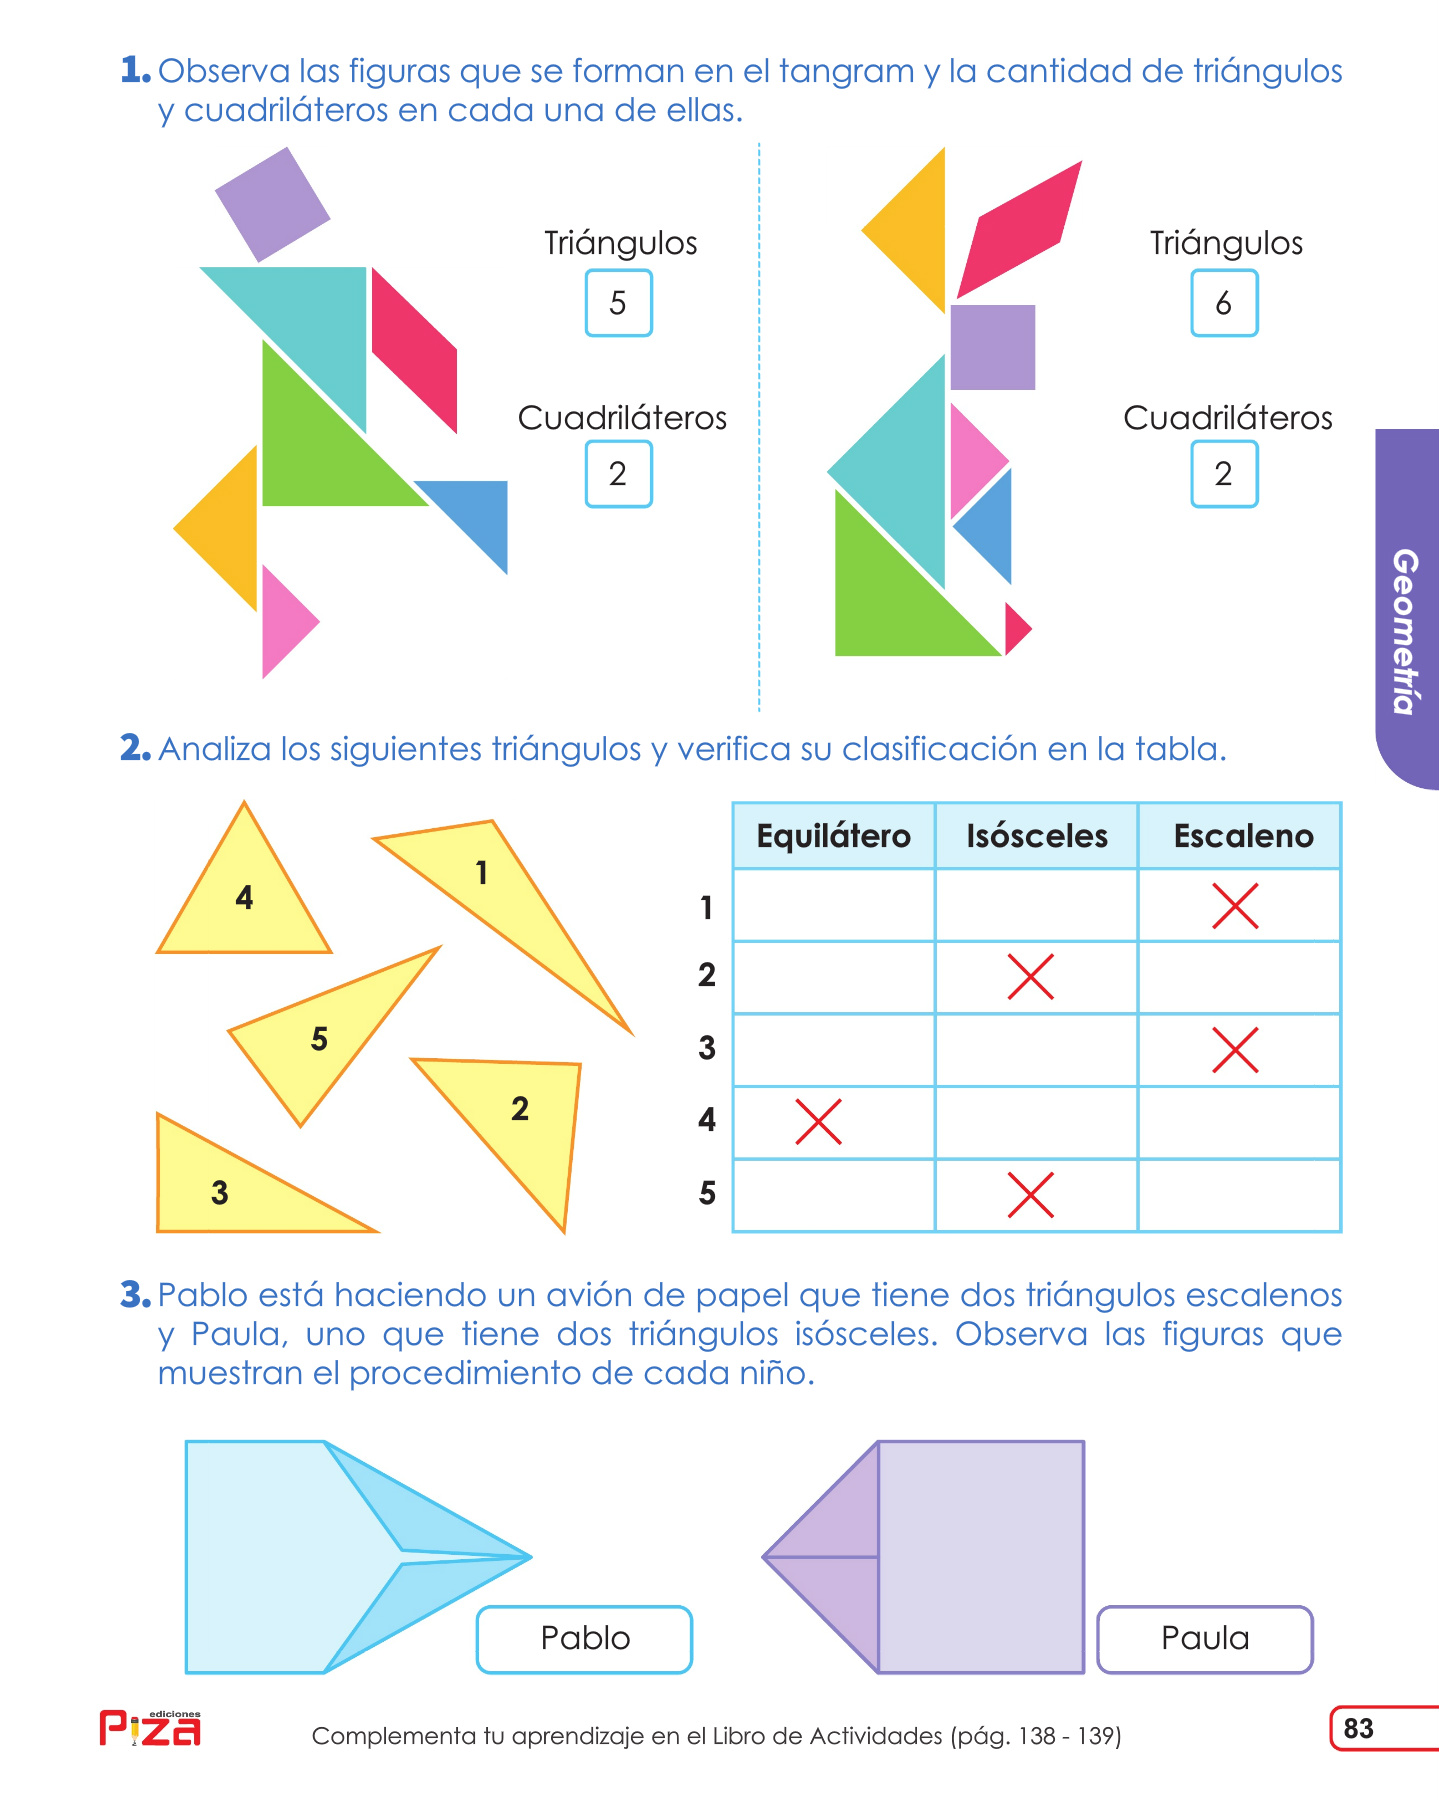 1. Observa las figuras que se forman en el tangram y la cantidad de triángulos
y cuadriláteros en cada una de ellas.
Triángulos
5
Cuadriláteros
2
Triángulos
6
Cuadriláteros
2
Geometría
2. Analiza los siguientes triángulos y verifica su clasificación en la tabla.
4
1
5
2
3
Equilátero Isósceles Escaleno
1
2
3
4
5
3. Pablo está haciendo un avión de papel que tiene dos triángulos escalenos
y Paula, uno que tiene dos triángulos isósceles. Observa las figuras que
muestran el procedimiento de cada niño.
Pablo
Paula
ediciones
Piza
Complementa tu aprendizaje en el Libro de Actividades (pág. 138 - 139)
83